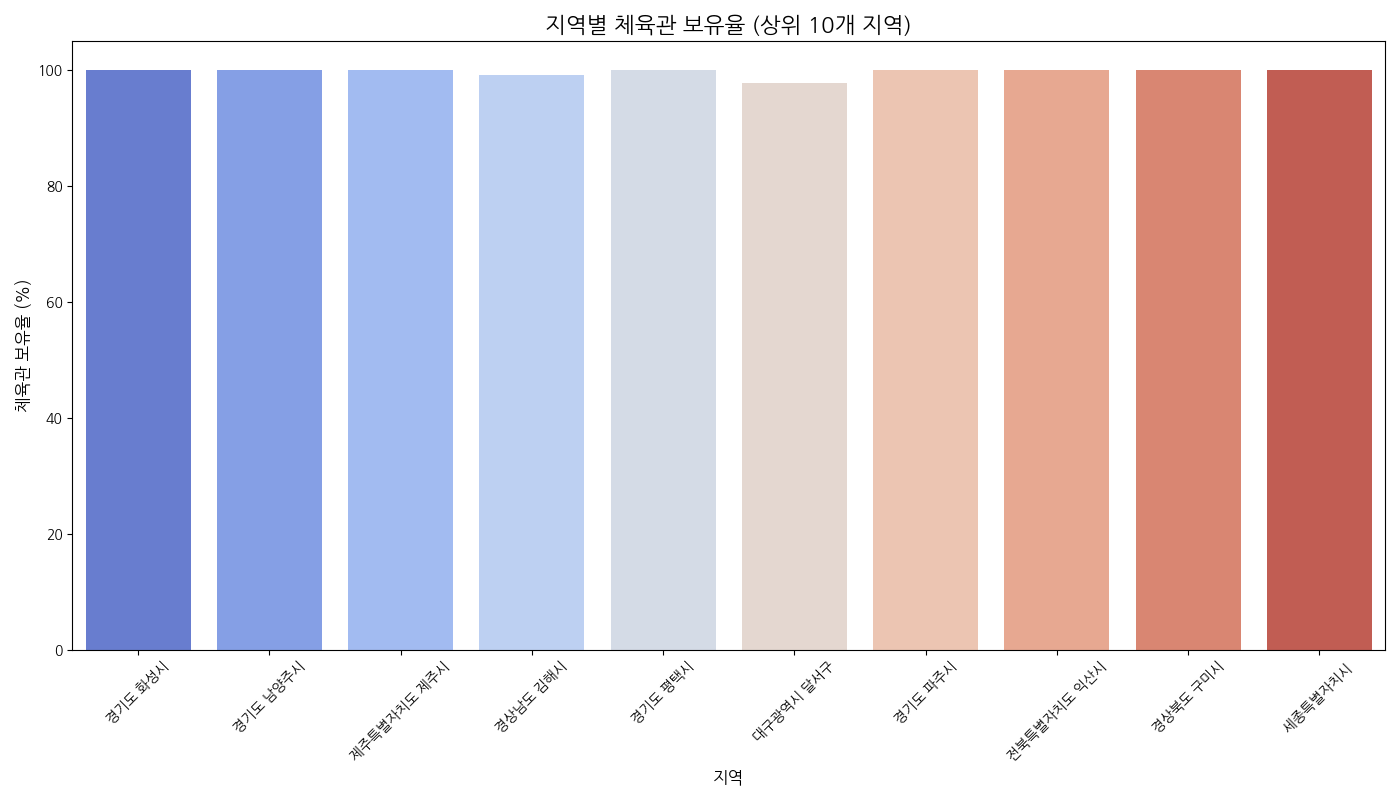 지역별 체육관 보유율 (상위 10개 지역)
체육관 보유율 (%)
100
80
60
40
20
0
경기도 화성시
경기도 남양주시
제주특별자치도 제주시
경상남도 김해시
경기도 평택시
대구광역시 달서구
경기도 파주시
전북특별자치도 익산시
경상북도 구미시
세종특별자치시
지역